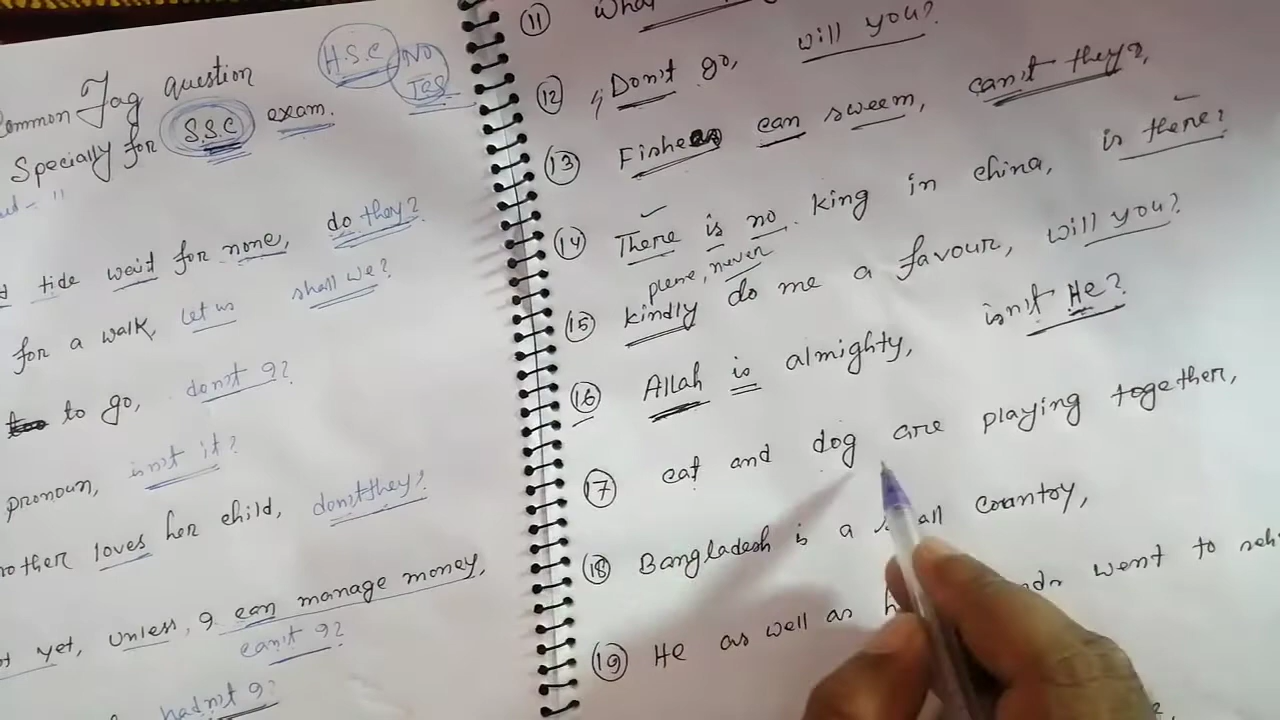 Common Tag question
H.S.C
NO
Tag
Specially for S.S.C exam.
tide wait for none, do they?
for a walk, Let us shall we?
to go, don't I?
pronoun, isn't it?
mother loves her child, don't they?
yet, unless, I can manage money,
can't I?
hadn't I?
11 What
12 Don't go, will you?
13 Fishe can sweem, can't they?,
14 There is no king in china, is there?
please, never
15 kindly do me a favour, will you?
16 Allah is almighty, isn't He?
17 cat and dog are playing together,
18 Bangladesh is a small country,
19 He as well as went to